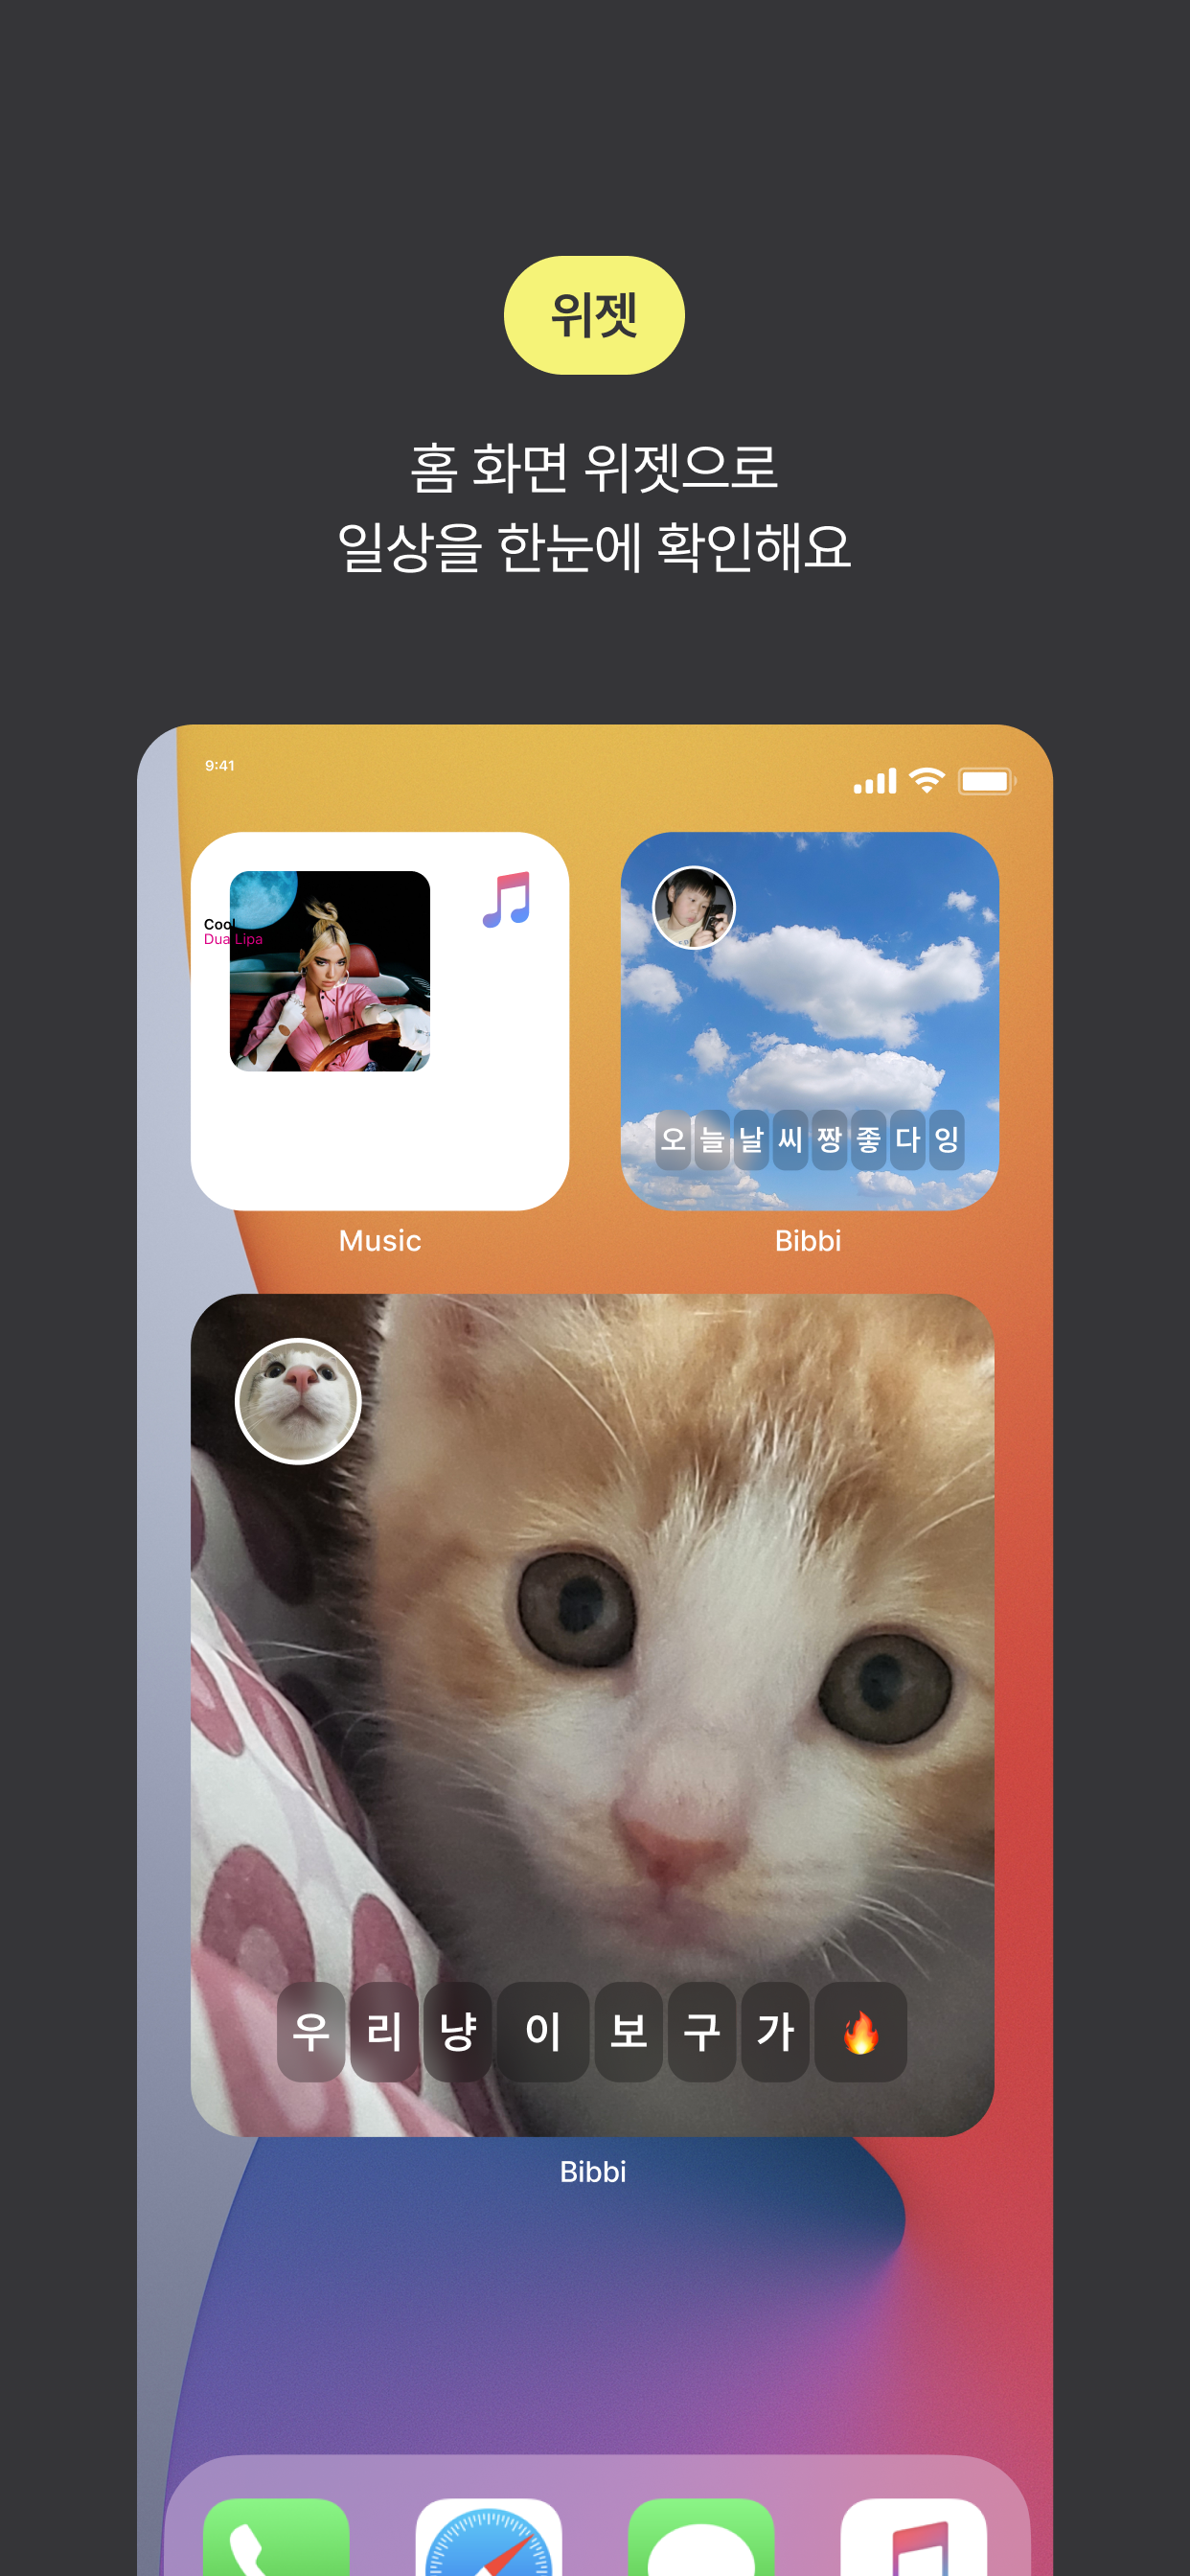 위젯
홈 화면 위젯으로
일상을 한눈에 확인해요
9:41
Cool
Dua Lipa
오늘날씨짱좋다잉
Music
Bibbi
우리냥이보구가🔥
Bibbi